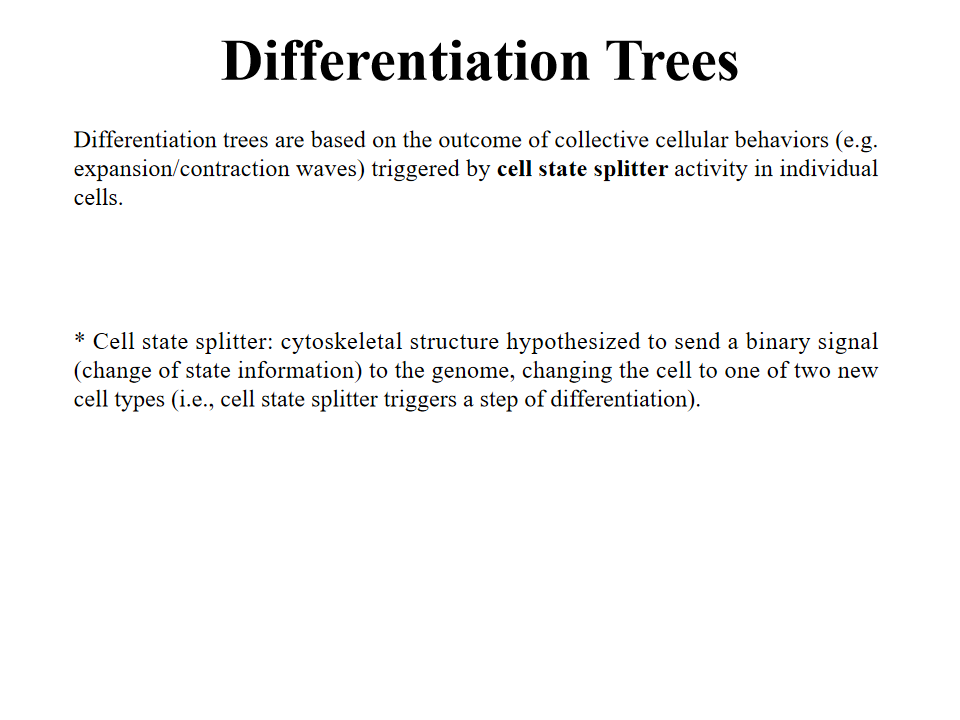 Differentiation Trees
Differentiation trees are based on the outcome of collective cellular behaviors (e.g.
expansion/contraction waves) triggered by cell state splitter activity in individual
cells.
* Cell state splitter: cytoskeletal structure hypothesized to send a binary signal
(change of state information) to the genome, changing the cell to one of two new
cell types (i.e., cell state splitter triggers a step of differentiation).